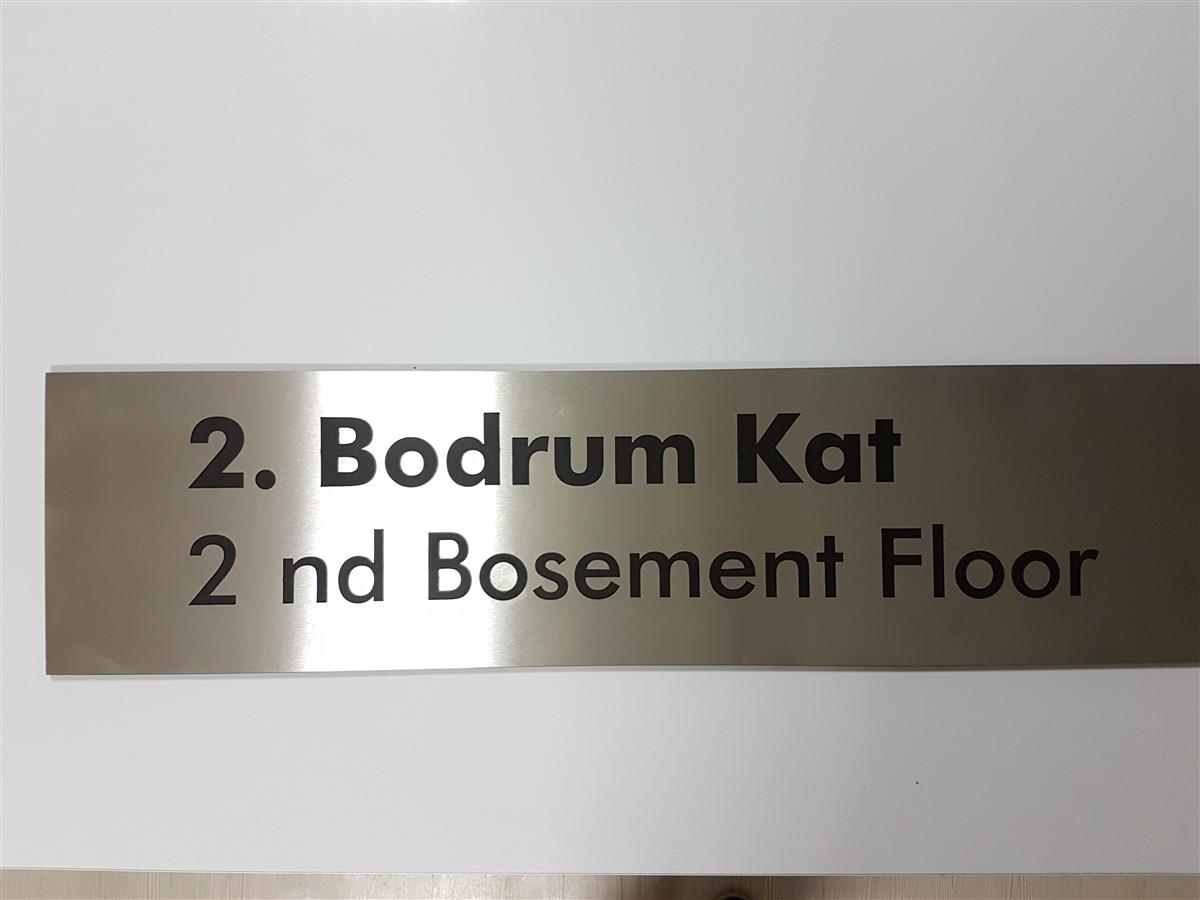 2. Bodrum Kat
2 nd Bosement Floor